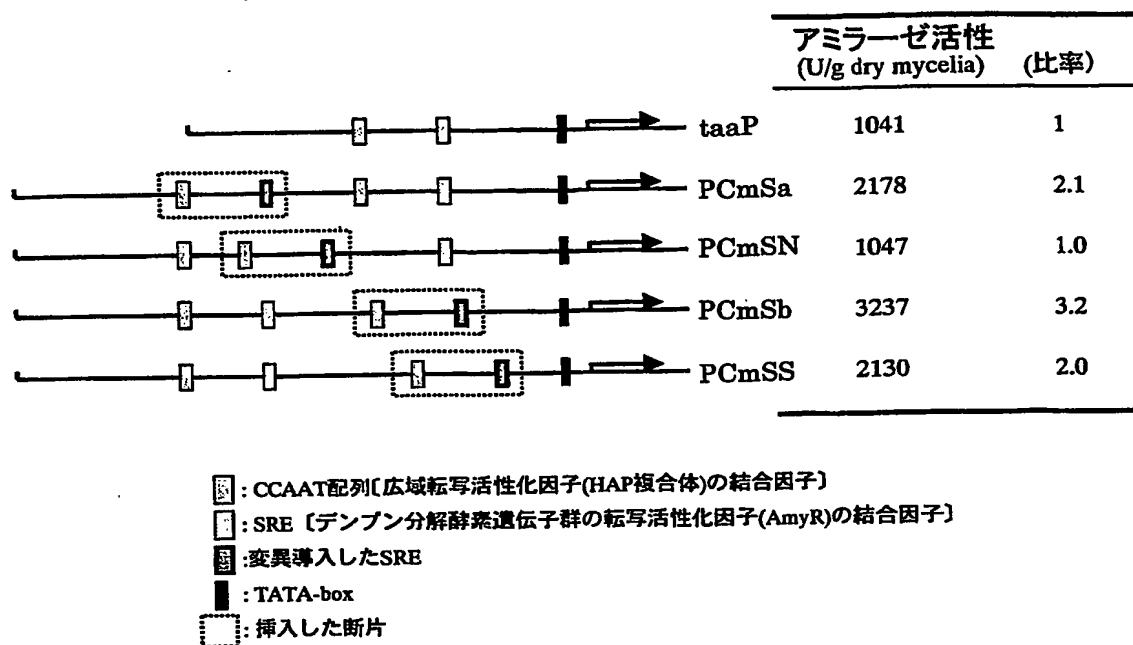 アミラーゼ活性
(U/g dry mycelia) (比率)
taaP 1041 1
PCmSa 2178 2.1
PCmSN 1047 1.0
PCmSb 3237 3.2
PCmSS 2130 2.0
: CCAAT配列〔広域転写活性化因子(HAP複合体)の結合因子〕
: SRE〔デンプン分解酵素遺伝子群の転写活性化因子(AmyR)の結合因子〕
:変異導入したSRE
: TATA-box
: 挿入した断片